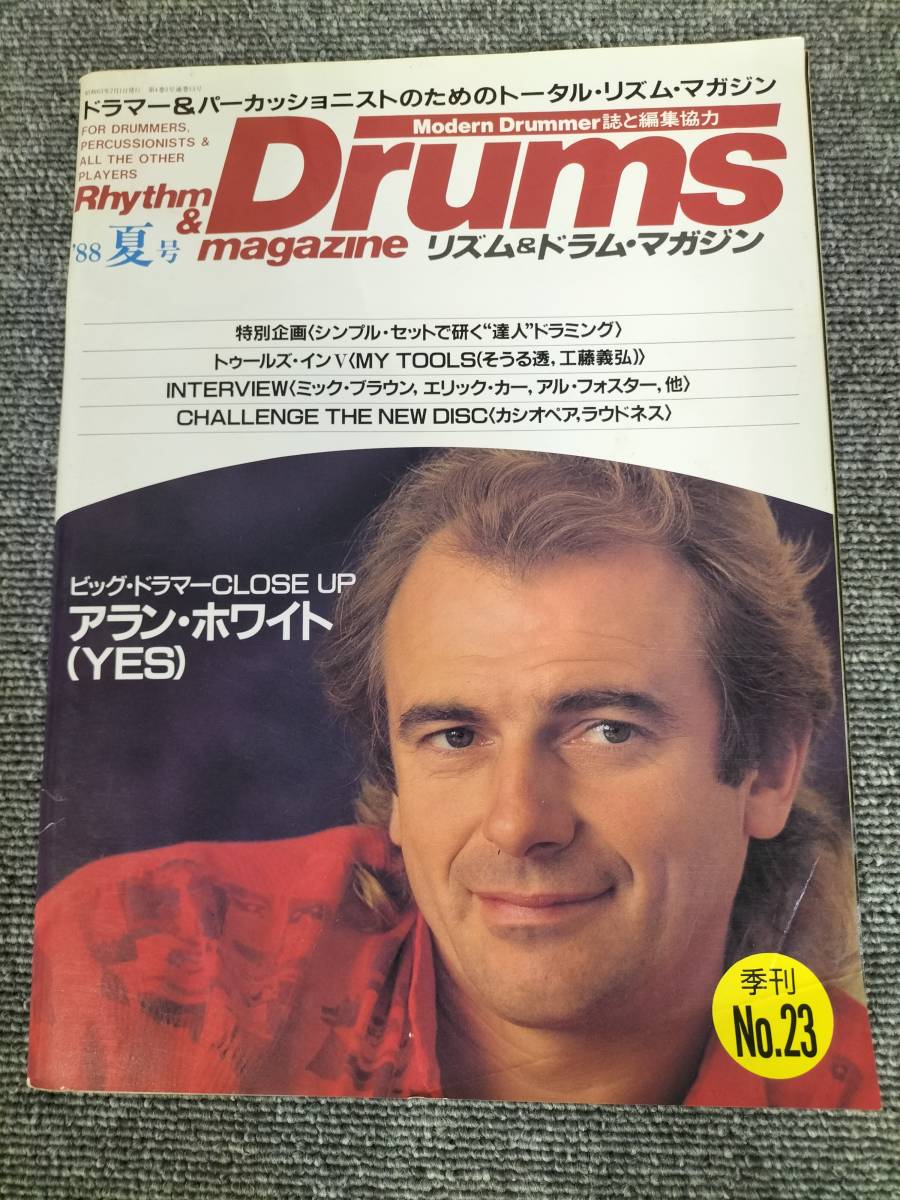 ドラマー&パーカッショニストのためのトータル・リズム・マガジン
FOR DRUMMERS,
PERCUSSIONISTS &
ALL THE OTHER
PLAYERS
Modern Drummer誌と編集協力
Rhythm
&
Drums
magazine
リズム&ドラム・マガジン
'88 夏号
特別企画〈シンプル・セットで研く“達人”ドラミング〉
トゥールズ・インV〈MY TOOLS(そうる透,工藤義弘)〉
INTERVIEW〈ミック・ブラウン, エリック・カー, アル・フォスター, 他〉
CHALLENGE THE NEW DISC〈カシオペア,ラウドネス〉
ビッグ・ドラマーCLOSE UP
アラン・ホワイト
(YES)
季刊
No.23